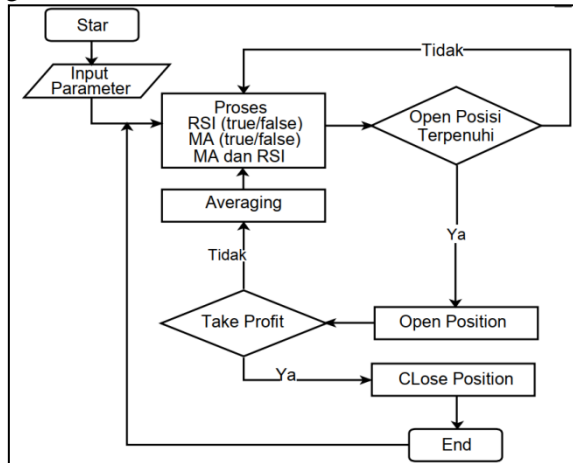 Star
Tidak
Input
Parameter
Proses
RSI (true/false)
MA (true/false)
MA dan RSI
Open Posisi
Terpenuhi
Averaging
Ya
Tidak
Take Profit
Open Position
Ya
CLose Position
End